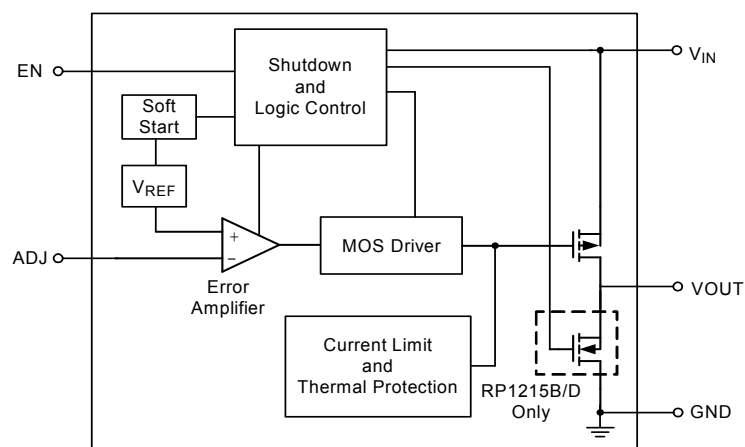 EN
Shutdown
and
Logic Control
V_IN
Soft
Start
V_REF
+
−
ADJ
MOS Driver
Error
Amplifier
VOUT
Current Limit
and
Thermal Protection
RP1215B/D
Only
GND